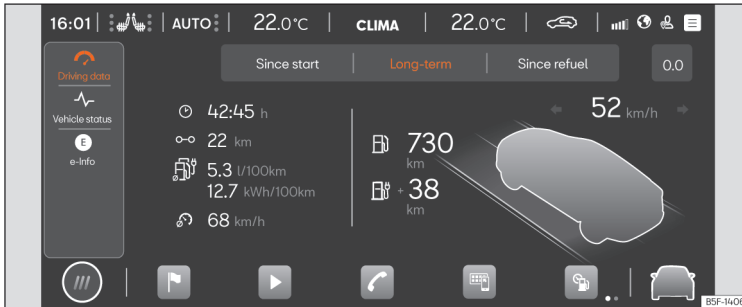 16:01 AUTO 22.0°C CLIMA 22.0°C
Since start Long-term Since refuel 0.0
Driving data
Vehicle status
E
e-Info
42:45 h
22 km
5.3 l/100km
12.7 kWh/100km
68 km/h
730
km
+ 38
km
52 km/h
B5F-1406